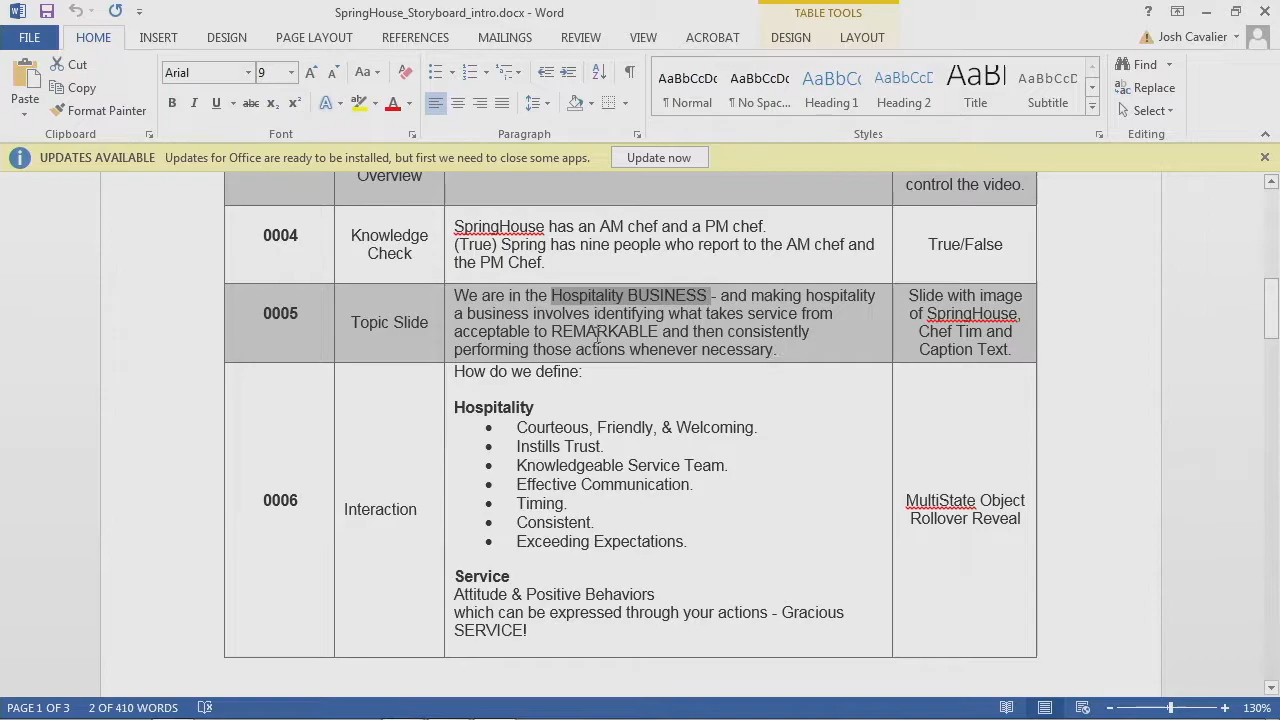 SpringHouse_Storyboard_intro.docx - Word
TABLE TOOLS
FILE
HOME
INSERT
DESIGN
PAGE LAYOUT
REFERENCES
MAILINGS
REVIEW
VIEW
ACROBAT
DESIGN
LAYOUT
Josh Cavalier
Paste
Cut
Copy
Format Painter
Clipboard
Arial
9
Font
Paragraph
AaBbCcDc
¶ Normal
AaBbCcDc
¶ No Spac...
AaBbC
Heading 1
AaBbCcC
Heading 2
AaB
Title
AaBbCcD
Subtitle
Styles
Find
Replace
Select
Editing
UPDATES AVAILABLE Updates for Office are ready to be installed, but first we need to close some apps.
Update now
Overview
control the video.
0004
Knowledge
Check
SpringHouse has an AM chef and a PM chef.
(True) Spring has nine people who report to the AM chef and
the PM Chef.
True/False
0005
Topic Slide
We are in the Hospitality BUSINESS - and making hospitality
a business involves identifying what takes service from
acceptable to REMARKABLE and then consistently
performing those actions whenever necessary.
Slide with image
of SpringHouse,
Chef Tim and
Caption Text.
0006
Interaction
How do we define:
Hospitality
• Courteous, Friendly, & Welcoming.
• Instills Trust.
• Knowledgeable Service Team.
• Effective Communication.
• Timing.
• Consistent.
• Exceeding Expectations.
Service
Attitude & Positive Behaviors
which can be expressed through your actions - Gracious
SERVICE!
MultiState Object
Rollover Reveal
PAGE 1 OF 3
2 OF 410 WORDS
130%